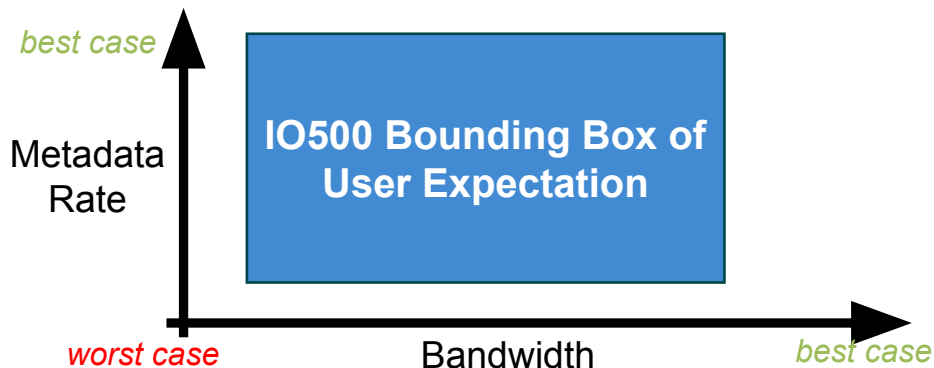 best case
Metadata
Rate
IO500 Bounding Box of
User Expectation
worst case
Bandwidth
best case